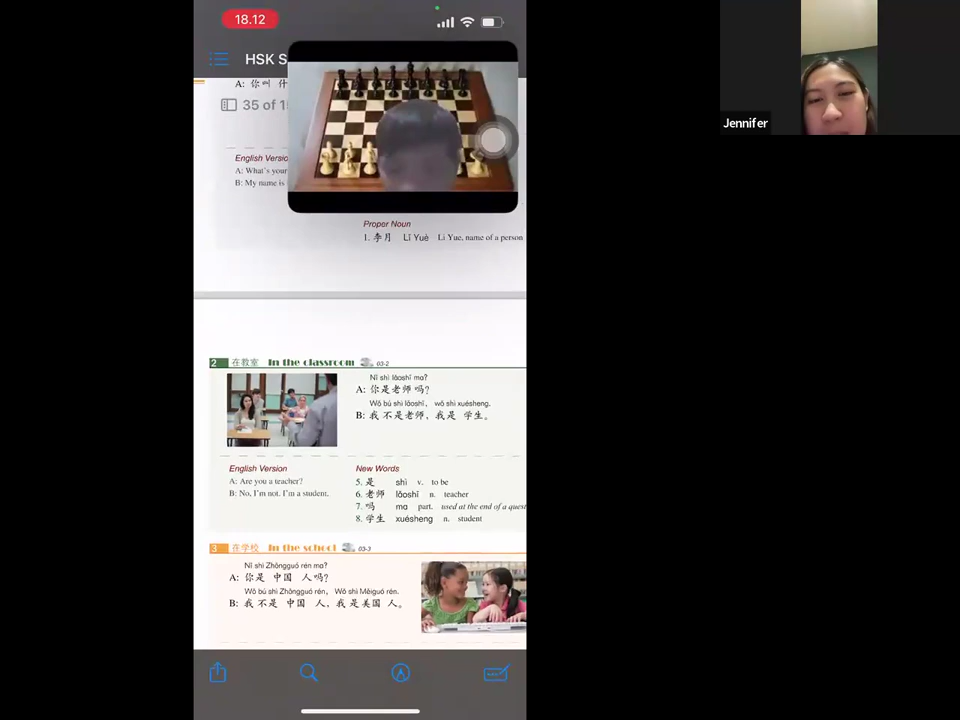 18.12
HSK S
A: 你叫 什
35 of 1
English Versio
A: What's your
B: My name is
Proper Noun
1. 李月 Lǐ Yuè Li Yue, name of a person
2 在教室 In the classroom 03-2
Nǐ shì lǎoshī ma?
A: 你是老师吗?
Wǒ bú shì lǎoshī, wǒ shì xuésheng.
B: 我 不是老师, 我是 学生。
English Version
A: Are you a teacher?
B: No, I'm not. I'm a student.
New Words
5. 是 shì v. to be
6. 老师 lǎoshī n. teacher
7. 吗 ma part. used at the end of a quest
8. 学生 xuésheng n. student
3 在学校 In the school 03-3
Nǐ shì Zhōngguó rén ma?
A: 你是 中国 人吗?
Wǒ bú shì Zhōngguó rén, Wǒ shì Měiguó rén.
B: 我 不是 中国 人, 我 是 美国 人。
Jennifer